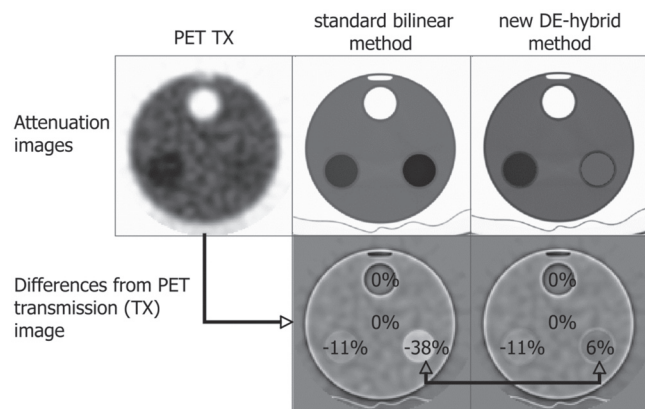 PET TX
standard bilinear
method
new DE-hybrid
method
Attenuation
images
Differences from PET
transmission (TX)
image
0%
0%
-11%
-38%
0%
0%
-11%
6%